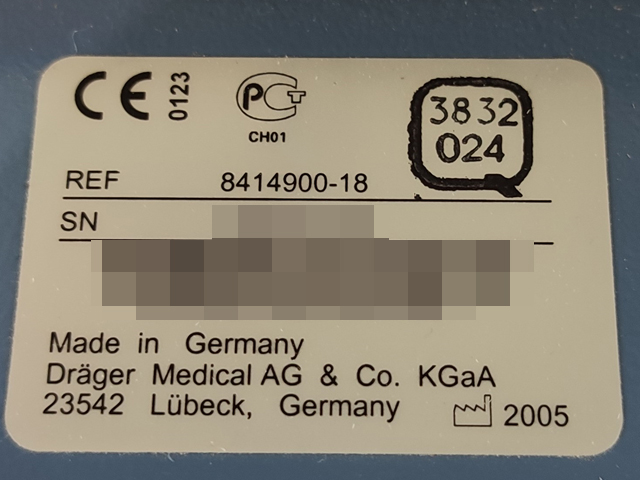 CE 0123
PCT
CH01
3832
024
REF 8414900-18
SN
Made in Germany
Dräger Medical AG & Co. KGaA
23542 Lübeck, Germany 2005